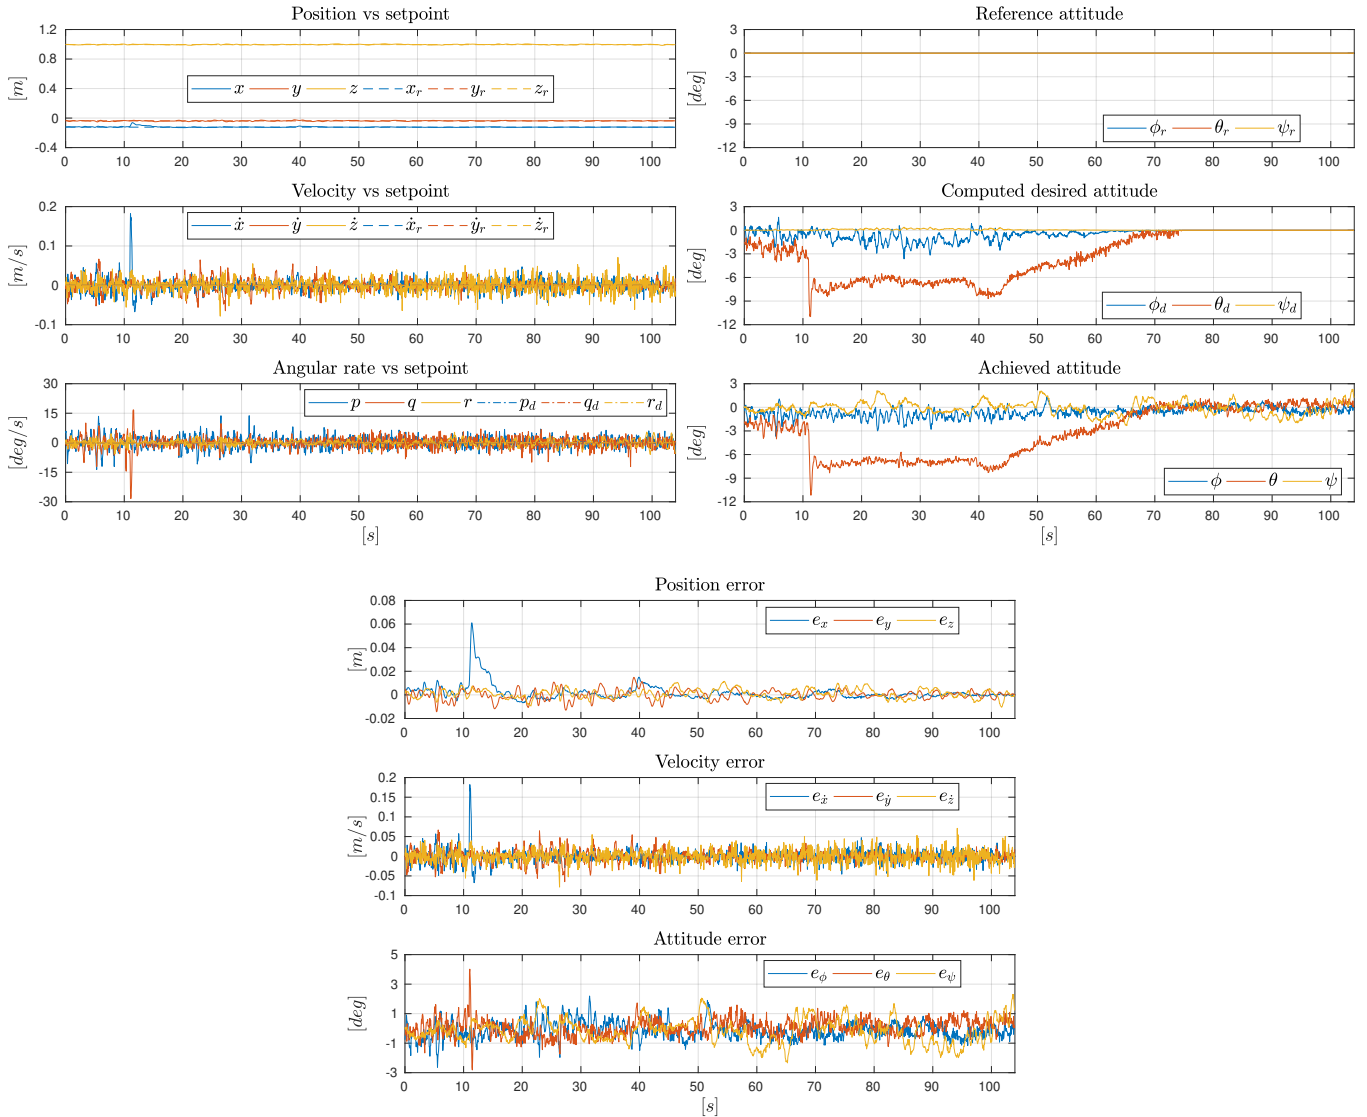 Position vs setpoint
[m]
1.2
0.8
0.4
0
-0.4
x y z x_r y_r z_r
0 10 20 30 40 50 60 70 80 90 100
Velocity vs setpoint
[m/s]
0.2
0.1
0
-0.1
ẋ ẏ ż ẋ_r ẏ_r ż_r
0 10 20 30 40 50 60 70 80 90 100
Angular rate vs setpoint
[deg/s]
30
15
0
-15
-30
p q r p_d q_d r_d
0 10 20 30 40 50 60 70 80 90 100
[s]
Reference attitude
[deg]
3
0
-3
-6
-9
-12
ϕ_r θ_r ψ_r
0 10 20 30 40 50 60 70 80 90 100
Computed desired attitude
[deg]
3
0
-3
-6
-9
-12
ϕ_d θ_d ψ_d
0 10 20 30 40 50 60 70 80 90 100
Achieved attitude
[deg]
3
0
-3
-6
-9
-12
ϕ θ ψ
0 10 20 30 40 50 60 70 80 90 100
[s]
Position error
[m]
0.08
0.06
0.04
0.02
0
-0.02
e_x e_y e_z
0 10 20 30 40 50 60 70 80 90 100
Velocity error
[m/s]
0.2
0.15
0.1
0.05
0
-0.05
-0.1
e_ẋ e_ẏ e_ż
0 10 20 30 40 50 60 70 80 90 100
Attitude error
[deg]
5
3
1
-1
-3
e_ϕ e_θ e_ψ
0 10 20 30 40 50 60 70 80 90 100
[s]